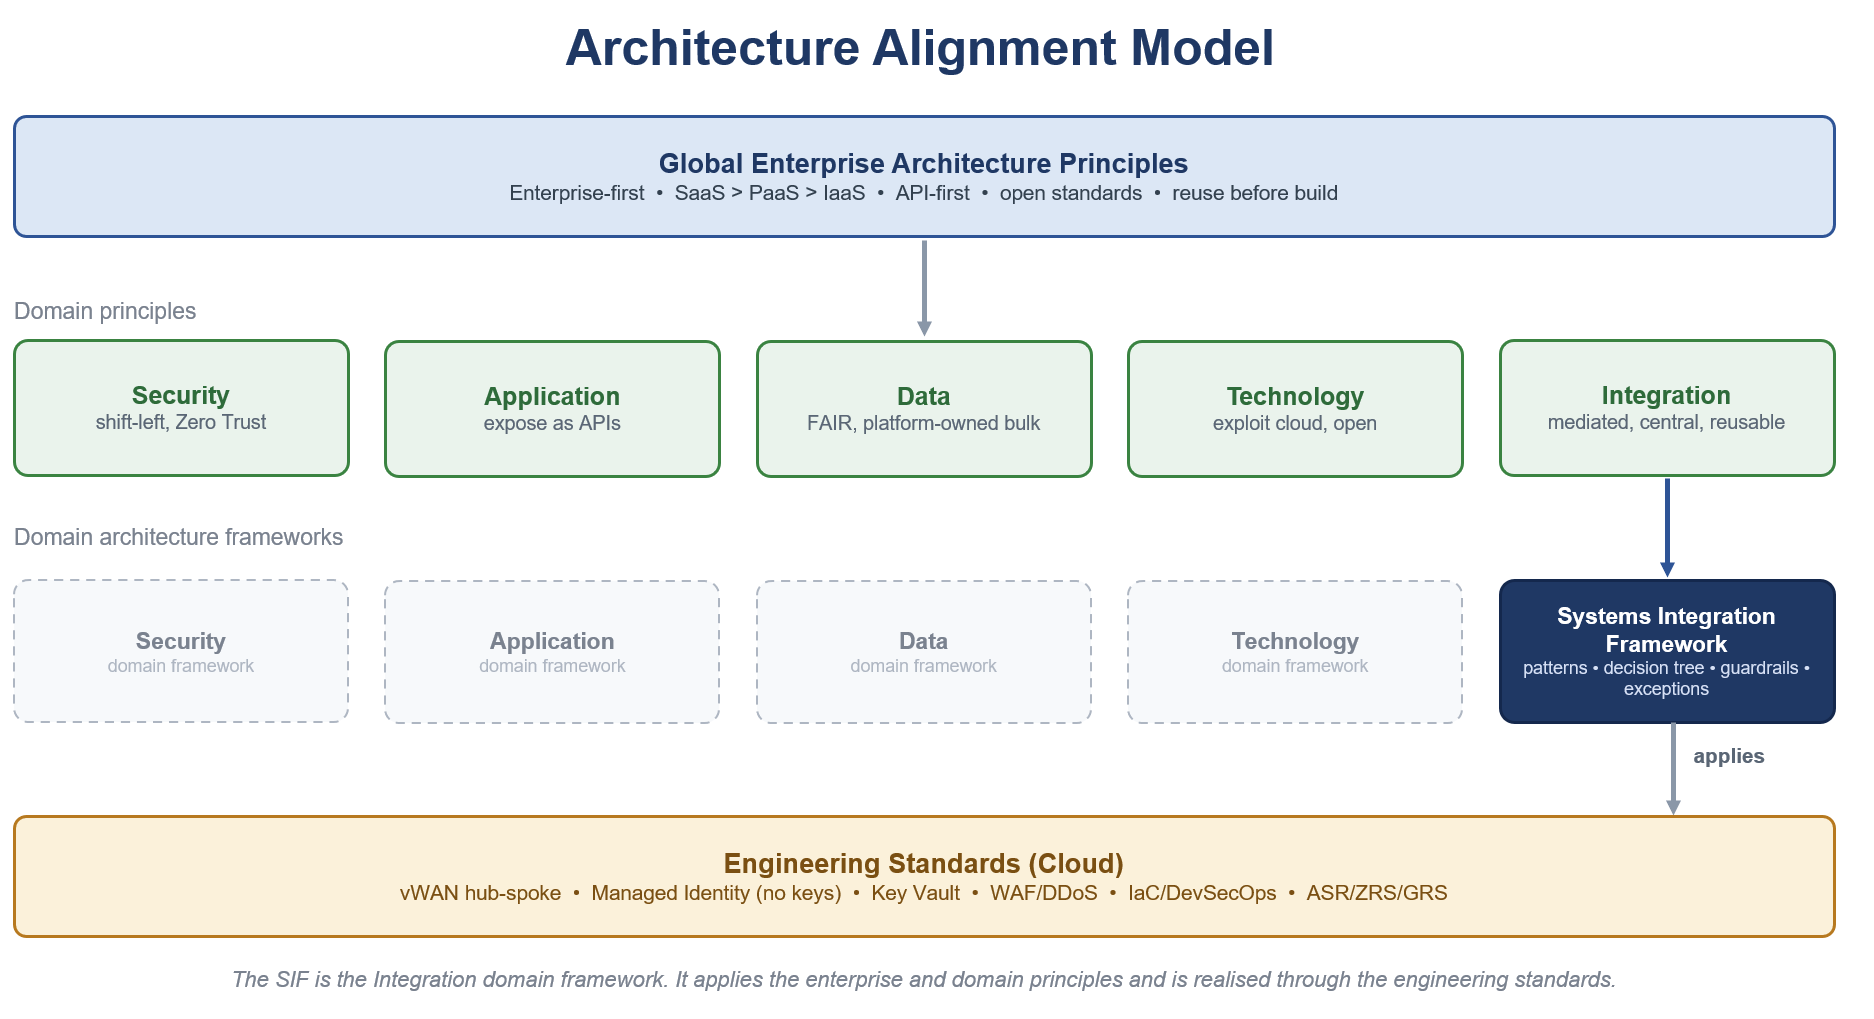 Architecture Alignment Model
Global Enterprise Architecture Principles
Enterprise-first • SaaS > PaaS > IaaS • API-first • open standards • reuse before build
Domain principles
Security
shift-left, Zero Trust
Application
expose as APIs
Data
FAIR, platform-owned bulk
Technology
exploit cloud, open
Integration
mediated, central, reusable
Domain architecture frameworks
Security
domain framework
Application
domain framework
Data
domain framework
Technology
domain framework
Systems Integration
Framework
patterns • decision tree • guardrails •
exceptions
applies
Engineering Standards (Cloud)
vWAN hub-spoke • Managed Identity (no keys) • Key Vault • WAF/DDoS • IaC/DevSecOps • ASR/ZRS/GRS
The SIF is the Integration domain framework. It applies the enterprise and domain principles and is realised through the engineering standards.